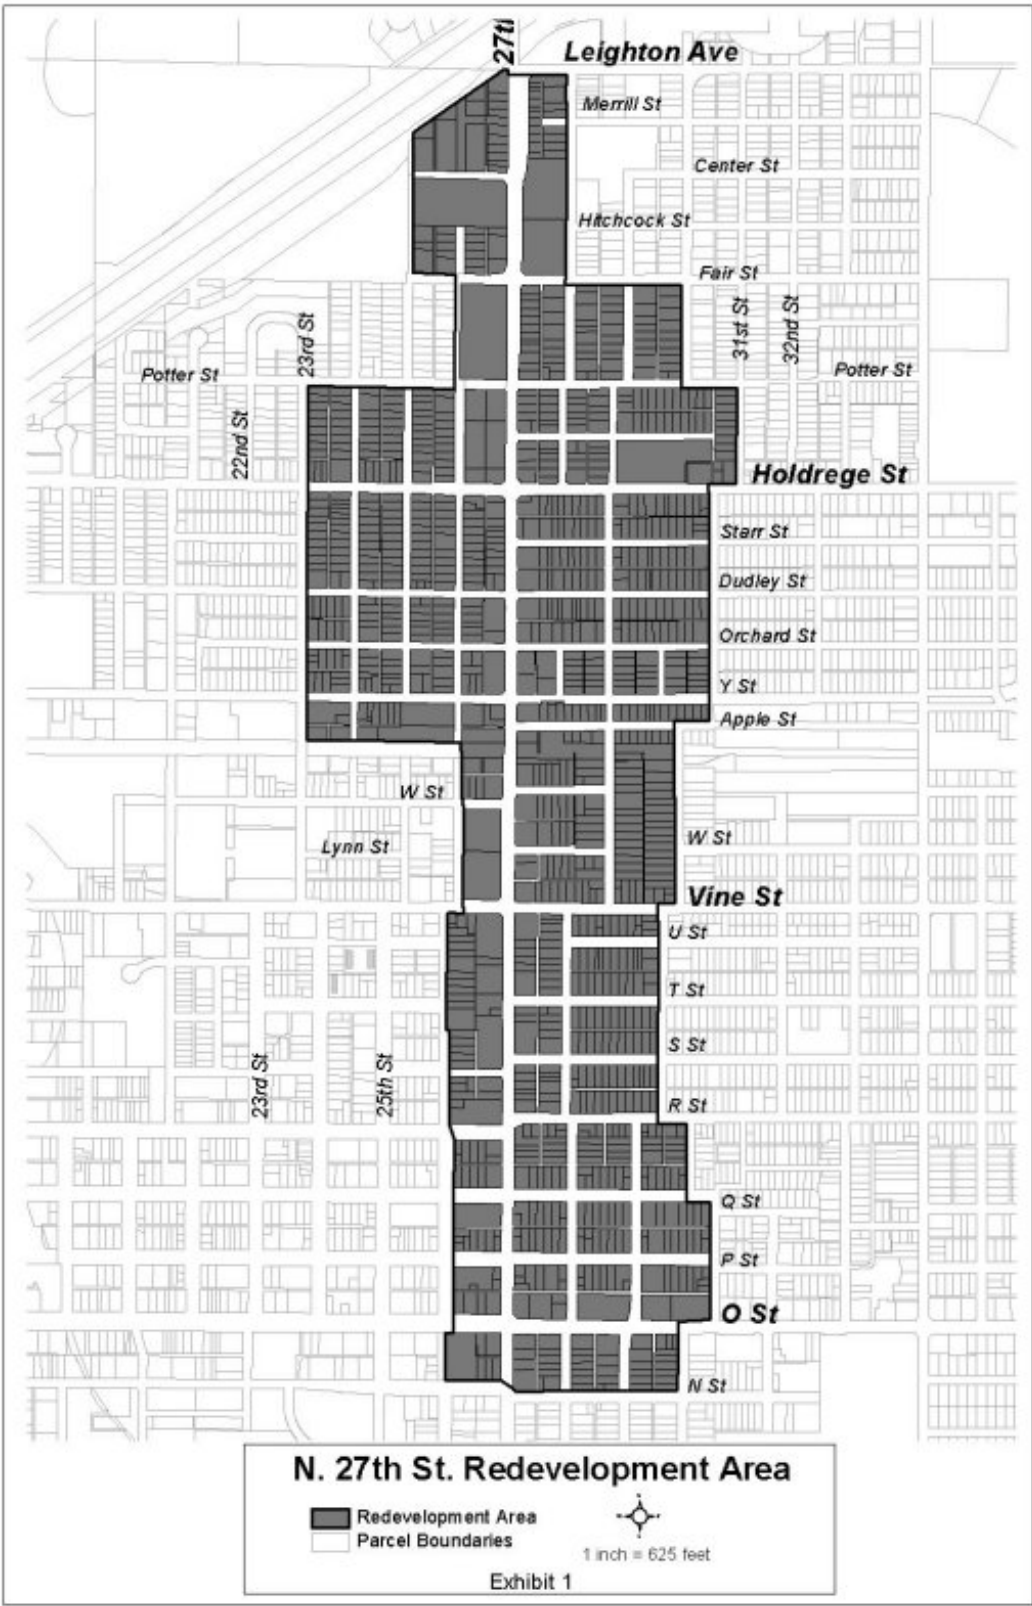 27th
Leighton Ave
Merrill St
Center St
Hitchcock St
Fair St
31st St
32nd St
23rd St
Potter St
Potter St
22nd St
Holdrege St
Starr St
Dudley St
Orchard St
Y St
Apple St
W St
W St
Lynn St
Vine St
U St
T St
S St
23rd St
25th St
R St
Q St
P St
O St
N St
N. 27th St. Redevelopment Area
Redevelopment Area
Parcel Boundaries
1 inch = 625 feet
Exhibit 1